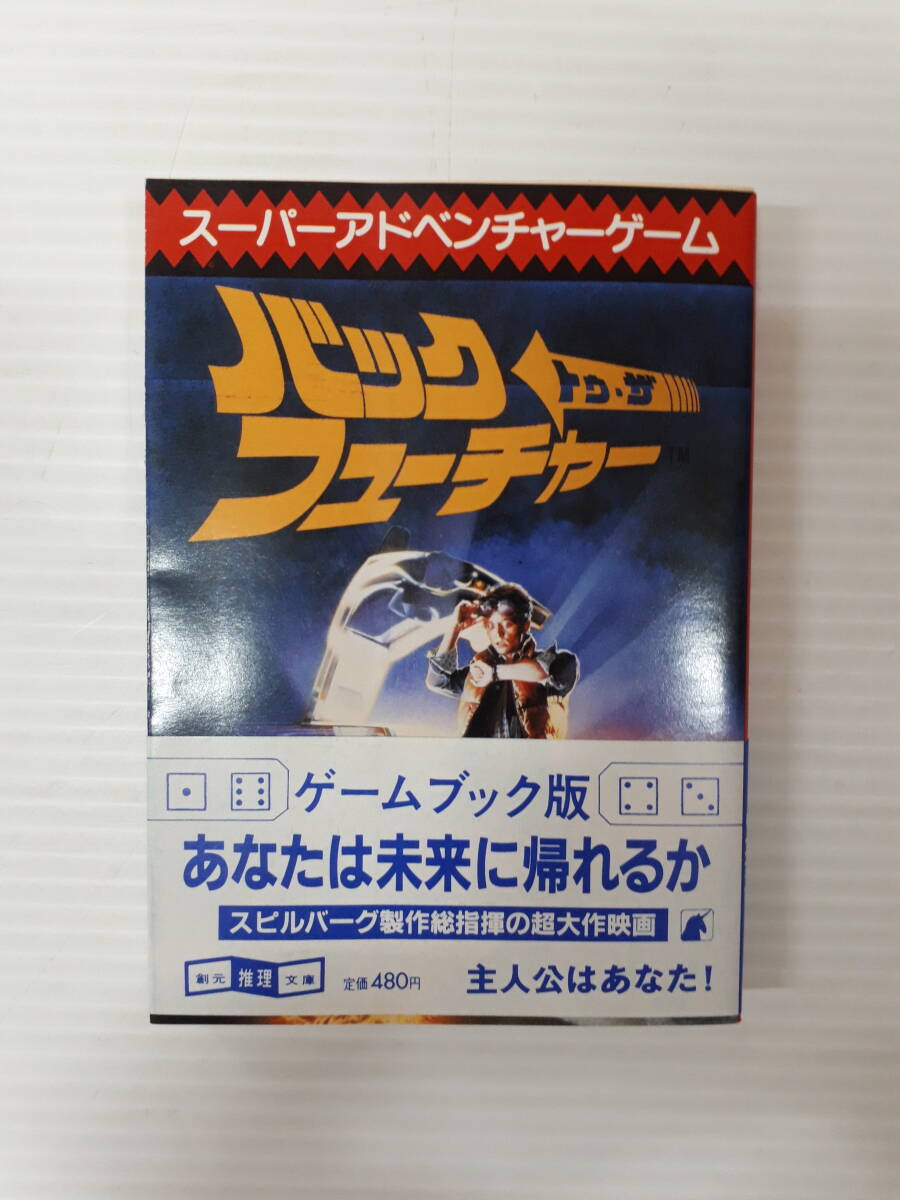 スーパーアドベンチャーゲーム
バック
トゥ・ザ
フューチャー
TM
ゲームブック版
あなたは未来に帰れるか
スピルバーグ製作総指揮の超大作映画
創元推理文庫 定価480円 主人公はあなた!